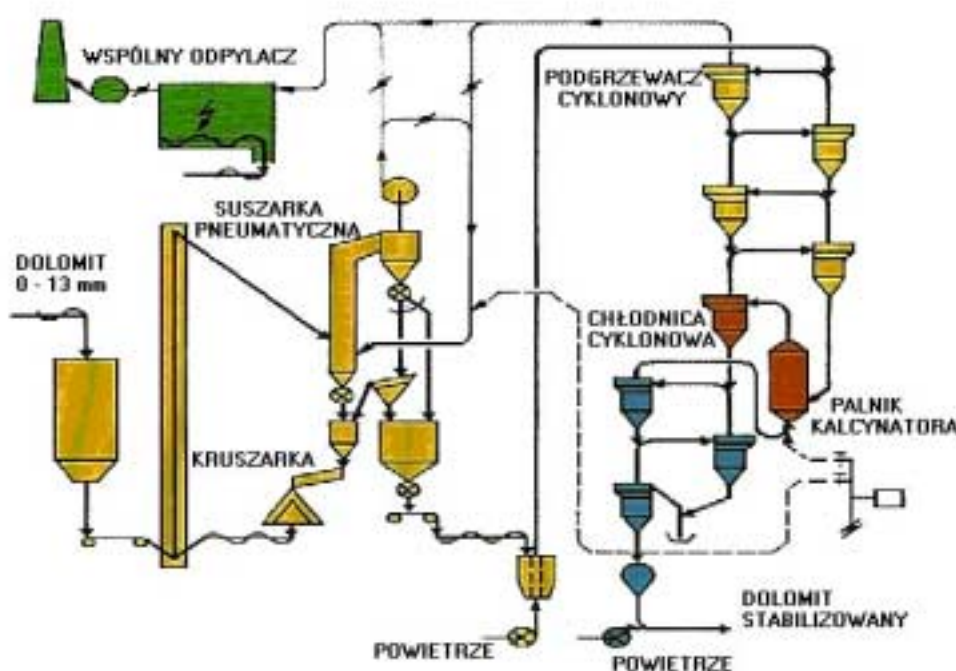 WSPÓLNY ODPYLACZ
PODGRZEWACZ
CYKLONOWY
SUSZARKA
PNEUMATYCZNA
DOLOMIT
0 - 13 mm
CHŁODNICA
CYKLONOWA
PALNIK
KALCYNATORA
KRUSZARKA
DOLOMIT
STABILIZOWANY
POWIETRZE
POWIETRZE